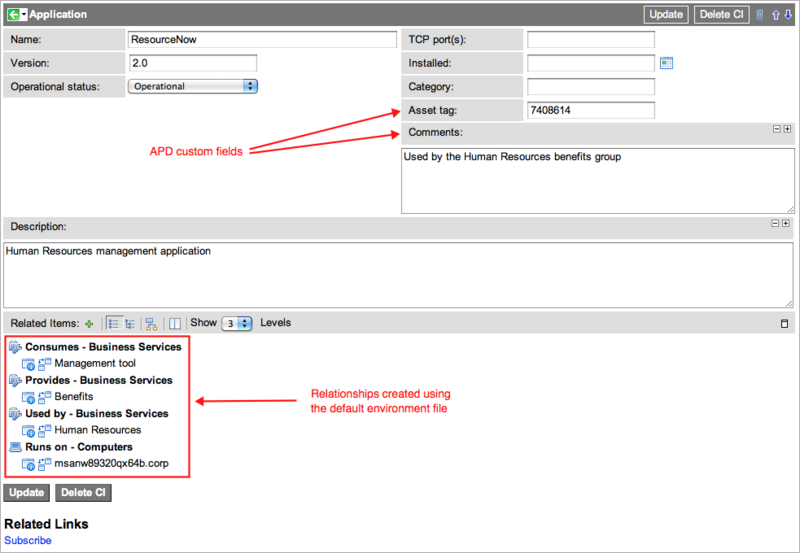 Application Update Delete CI
Name: ResourceNow TCP port(s):
Version: 2.0 Installed:
Operational status: Operational Category:
Asset tag: 7408614
APD custom fields
Comments:
Used by the Human Resources benefits group
Description:
Human Resources management application
Related Items: Show 3 Levels
Consumes - Business Services
Management tool
Provides - Business Services
Benefits
Relationships created using
the default environment file
Used by - Business Services
Human Resources
Runs on - Computers
msanw89320qx64b.corp
Update Delete CI
Related Links
Subscribe